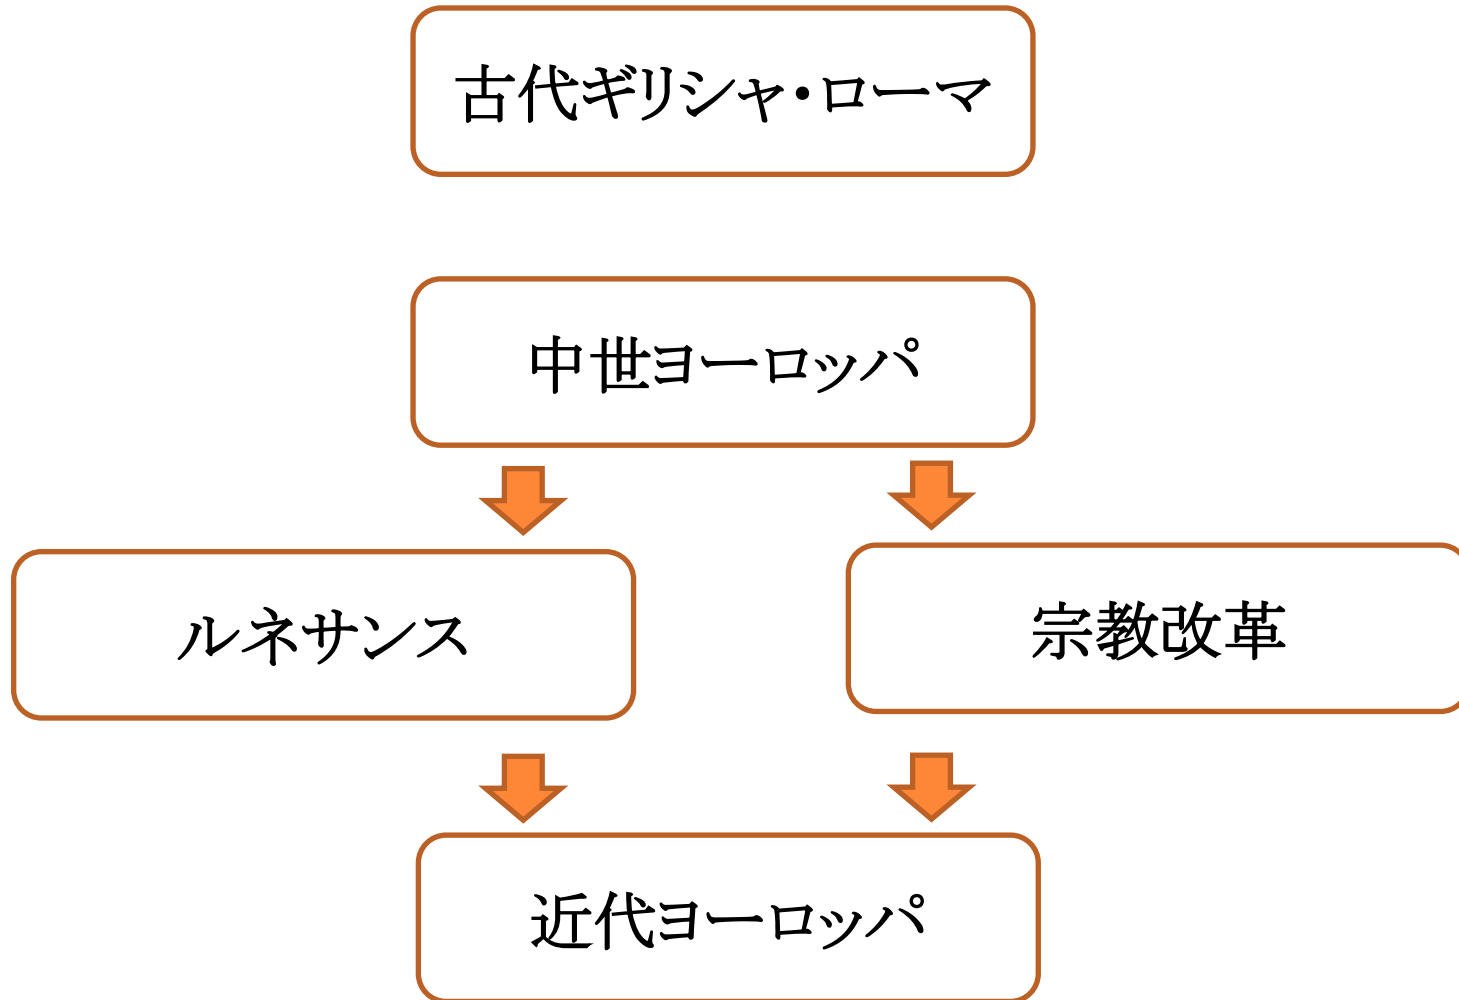 古代ギリシャ・ローマ
中世ヨーロッパ
ルネサンス
宗教改革
近代ヨーロッパ